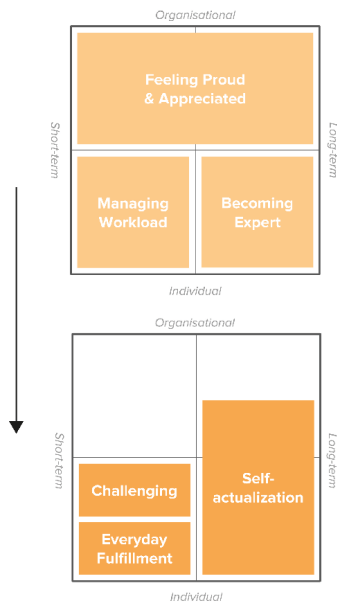 Organisational
Feeling Proud
& Appreciated
Short-term
Long-term
Managing
Workload
Becoming
Expert
Individual
Organisational
Short-term
Long-term
Challenging
Self-
actualization
Everyday
Fulfillment
Individual